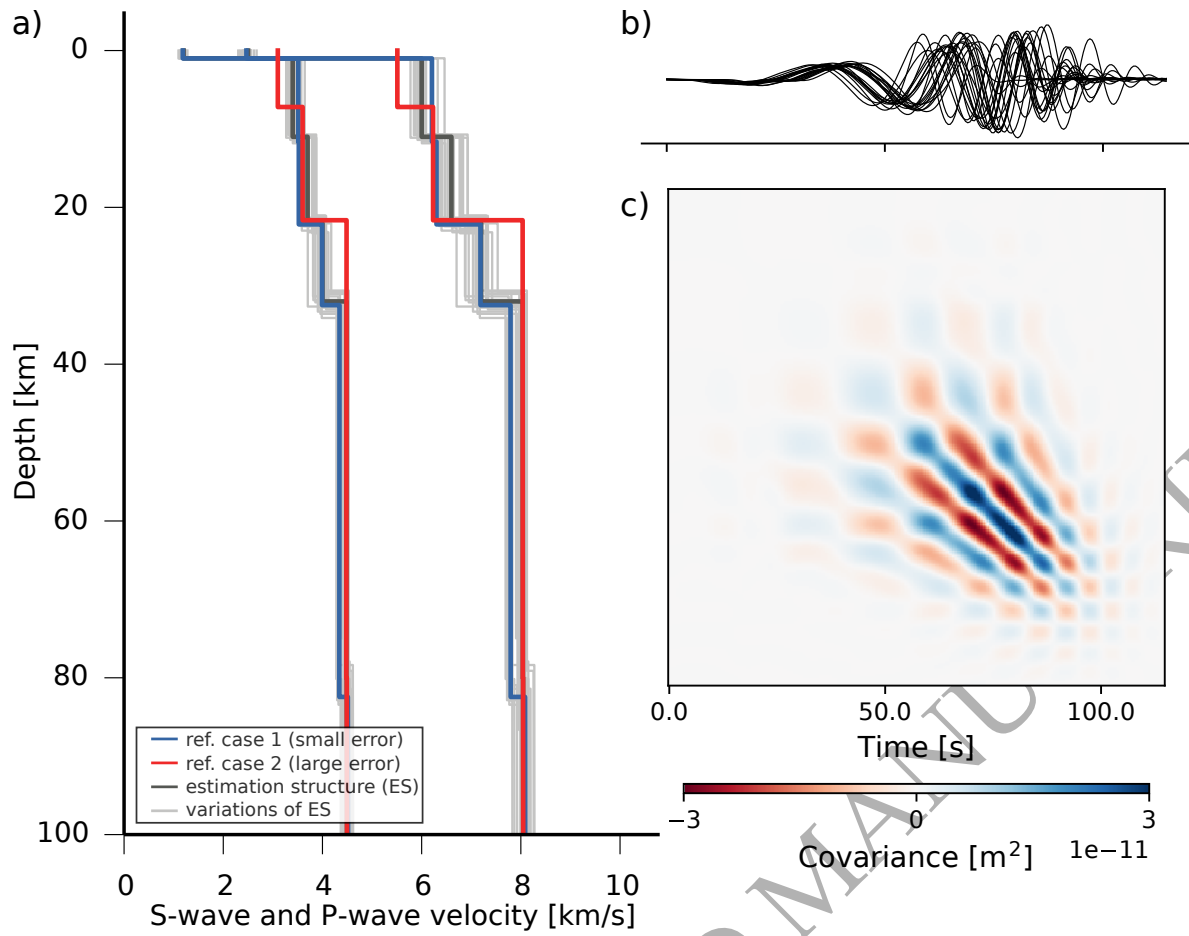 a)
0
20
40
60
80
100
Depth [km]
ref. case 1 (small error)
ref. case 2 (large error)
estimation structure (ES)
variations of ES
0 2 4 6 8 10
S-wave and P-wave velocity [km/s]
b)
c)
0.0 50.0 100.0
Time [s]
−3 0 3
1e−11
Covariance [m²]